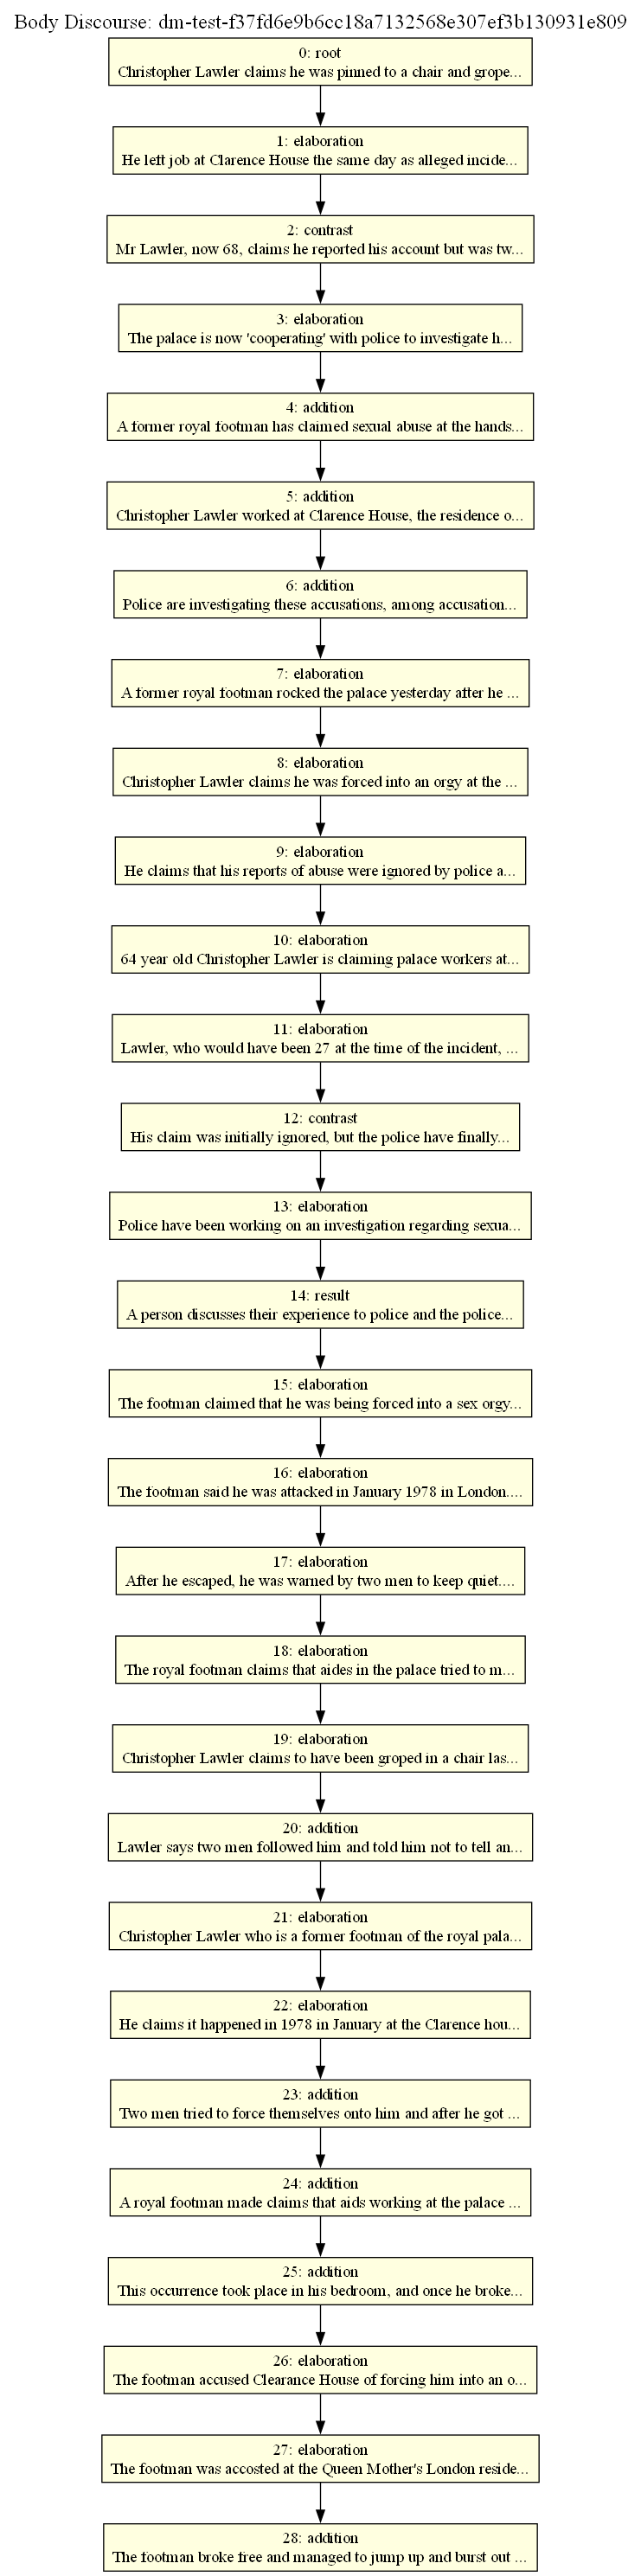 Body Discourse: dm-test-f37fd6e9b6cc18a7132568e307ef3b130931e809
0: root
Christopher Lawler claims he was pinned to a chair and grope...
1: elaboration
He left job at Clarence House the same day as alleged incide...
2: contrast
Mr Lawler, now 68, claims he reported his account but was tw...
3: elaboration
The palace is now 'cooperating' with police to investigate h...
4: addition
A former royal footman has claimed sexual abuse at the hands...
5: addition
Christopher Lawler worked at Clarence House, the residence o...
6: addition
Police are investigating these accusations, among accusation...
7: elaboration
A former royal footman rocked the palace yesterday after he ...
8: elaboration
Christopher Lawler claims he was forced into an orgy at the ...
9: elaboration
He claims that his reports of abuse were ignored by police a...
10: elaboration
64 year old Christopher Lawler is claiming palace workers at...
11: elaboration
Lawler, who would have been 27 at the time of the incident, ...
12: contrast
His claim was initially ignored, but the police have finally...
13: elaboration
Police have been working on an investigation regarding sexua...
14: result
A person discusses their experience to police and the police...
15: elaboration
The footman claimed that he was being forced into a sex orgy...
16: elaboration
The footman said he was attacked in January 1978 in London....
17: elaboration
After he escaped, he was warned by two men to keep quiet....
18: elaboration
The royal footman claims that aides in the palace tried to m...
19: elaboration
Christopher Lawler claims to have been groped in a chair las...
20: addition
Lawler says two men followed him and told him not to tell an...
21: elaboration
Christopher Lawler who is a former footman of the royal pala...
22: elaboration
He claims it happened in 1978 in January at the Clarence hou...
23: addition
Two men tried to force themselves onto him and after he got ...
24: addition
A royal footman made claims that aids working at the palace ...
25: addition
This occurrence took place in his bedroom, and once he broke...
26: elaboration
The footman accused Clearance House of forcing him into an o...
27: elaboration
The footman was accosted at the Queen Mother's London reside...
28: addition
The footman broke free and managed to jump up and burst out ...